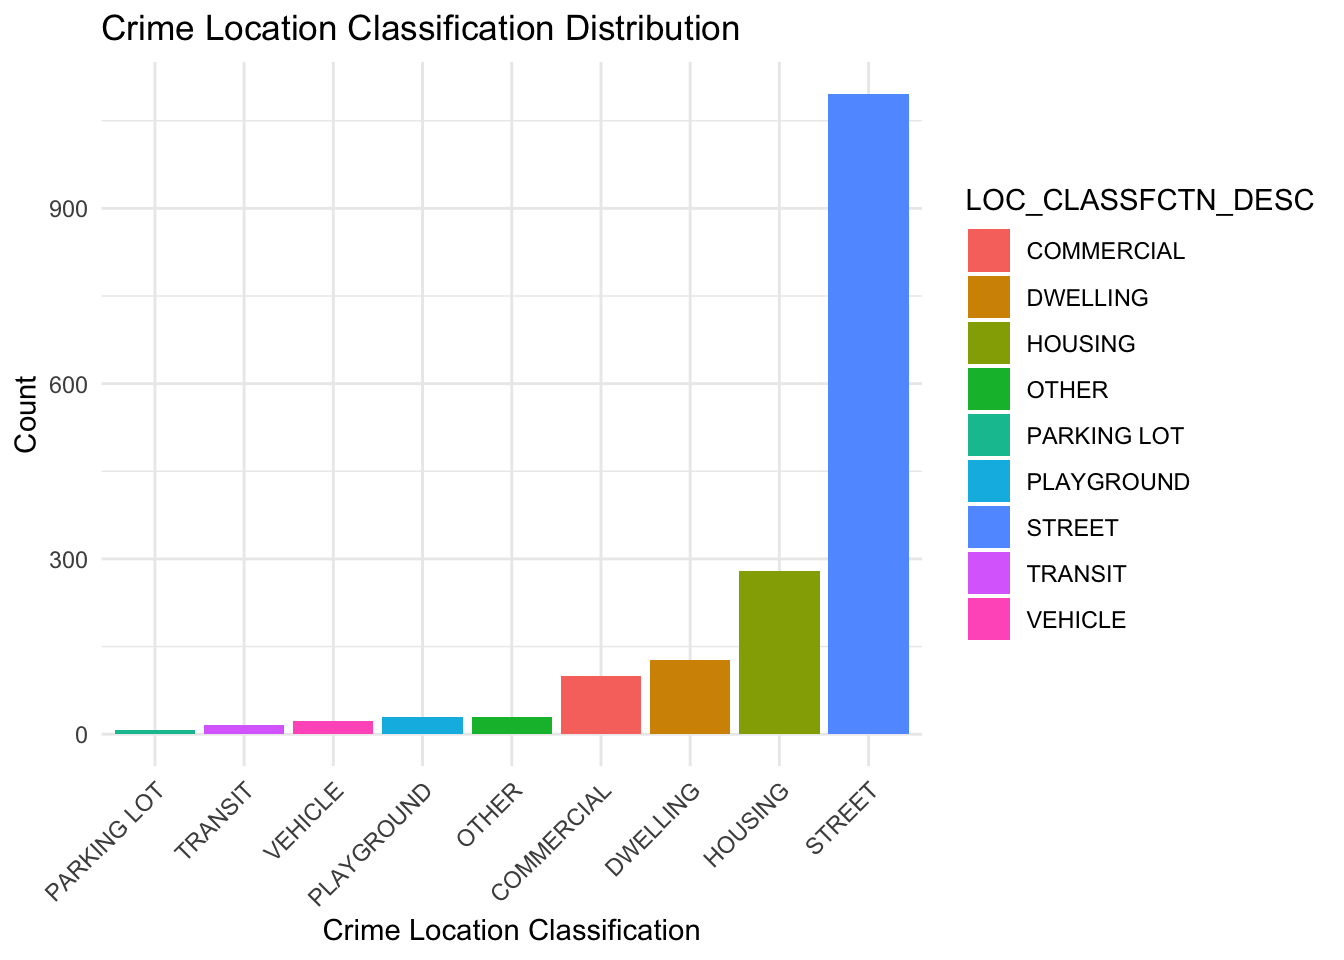 Crime Location Classification Distribution
Count
900
600
300
0
PARKING LOT
TRANSIT
VEHICLE
PLAYGROUND
OTHER
COMMERCIAL
DWELLING
HOUSING
STREET
Crime Location Classification
LOC_CLASSFCTN_DESC
COMMERCIAL
DWELLING
HOUSING
OTHER
PARKING LOT
PLAYGROUND
STREET
TRANSIT
VEHICLE